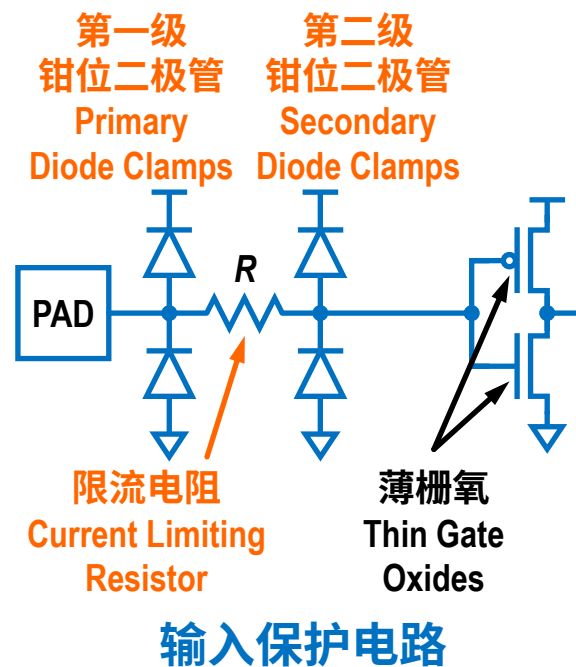 第一级
钳位二极管
Primary
Diode Clamps
第二级
钳位二极管
Secondary
Diode Clamps
R
PAD
限流电阻
Current Limiting
Resistor
薄栅氧
Thin Gate
Oxides
输入保护电路